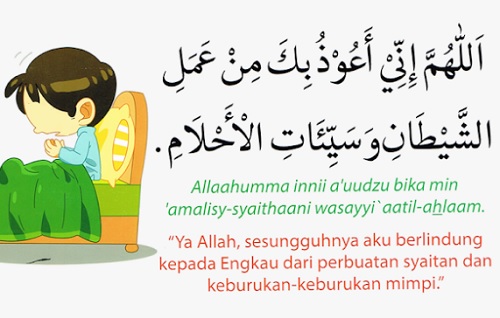 اَللّٰهُمَّ إِنِّيْ أَعُوْذُ بِكَ مِنْ عَمَلِ
الشَّيْطَانِ وَسَيِّئَاتِ الْأَحْلَامِ.
Allaahumma innii a'uudzu bika min
'amalisy-syaithaani wasayyi`aatil-ahlaam.
“Ya Allah, sesungguhnya aku berlindung
kepada Engkau dari perbuatan syaitan dan
keburukan-keburukan mimpi.”